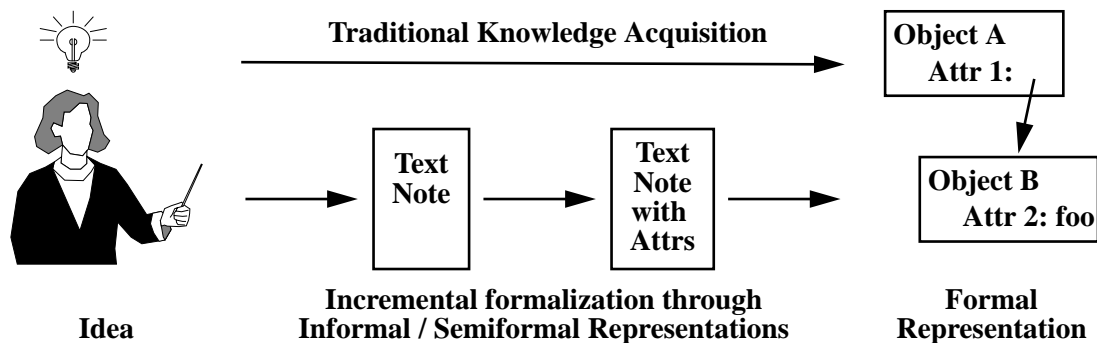 Traditional Knowledge Acquisition
Object A
Attr 1:
Text
Note
Text
Note
with
Attrs
Object B
Attr 2: foo
Idea
Incremental formalization through
Informal / Semiformal Representations
Formal
Representation